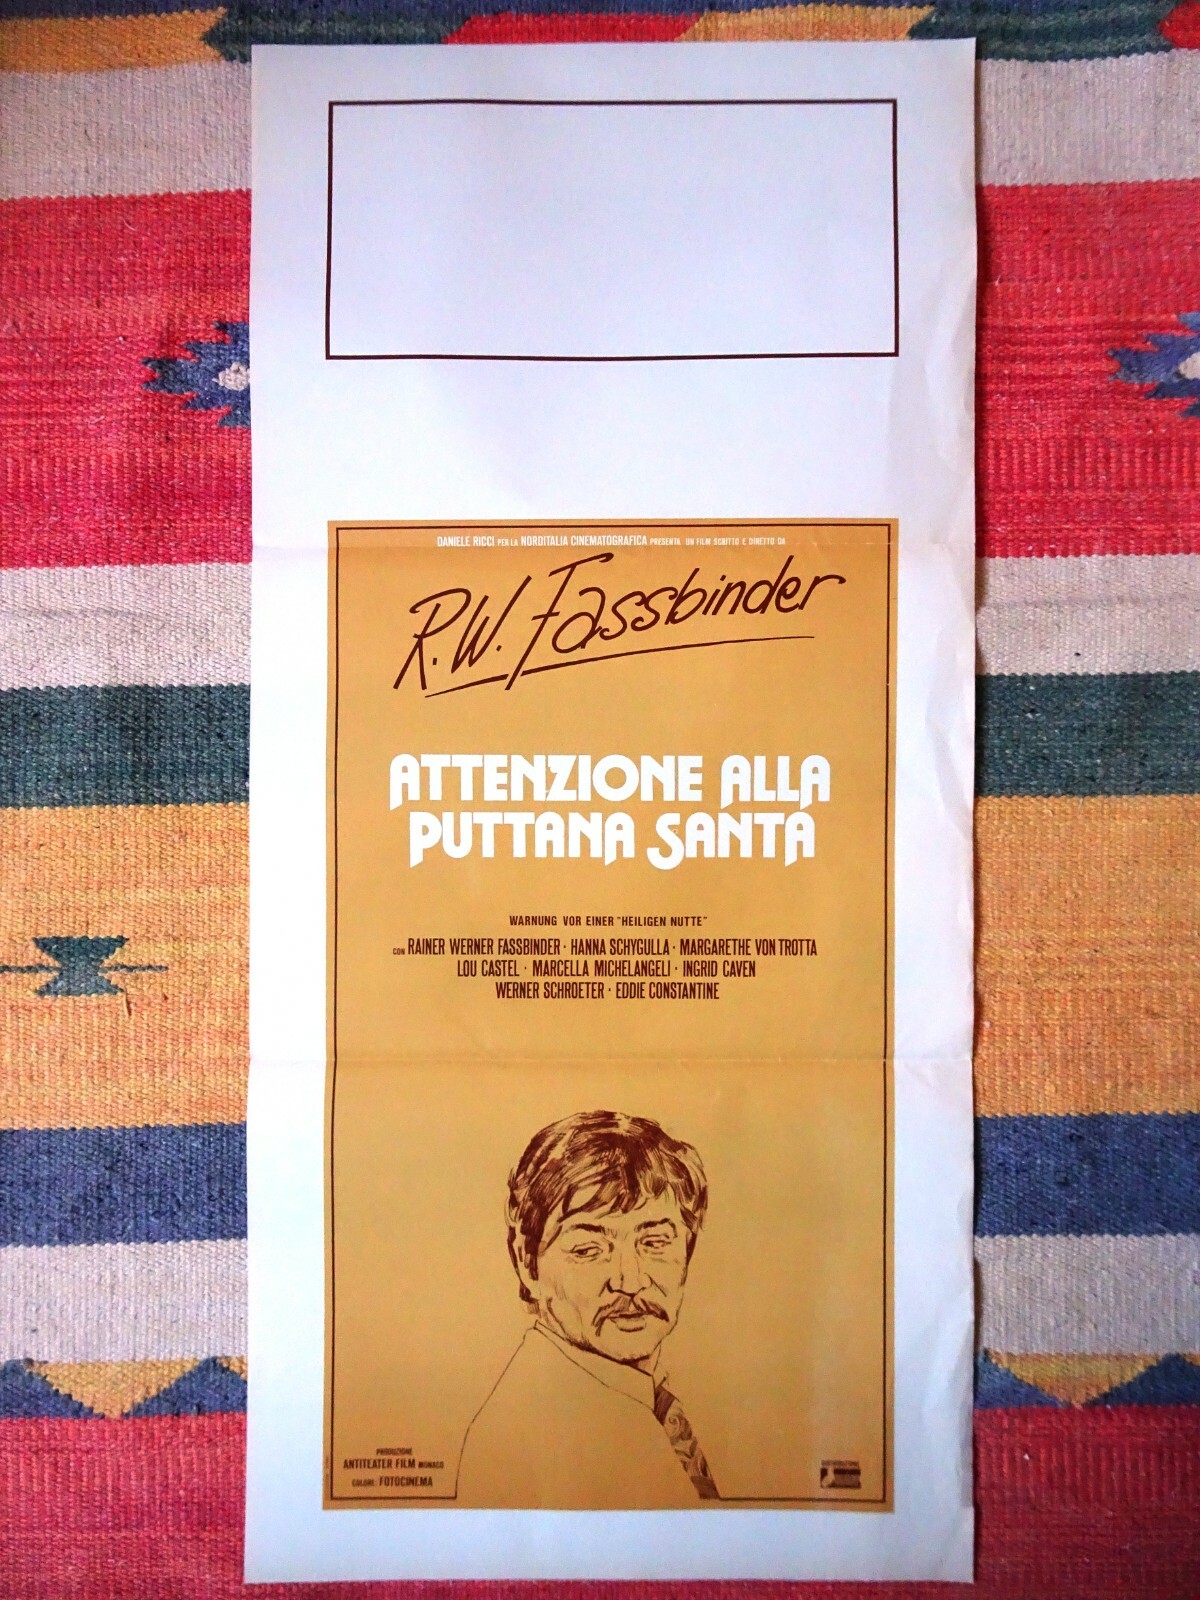 DANIELE RICCI PER LA NORDITALIA CINEMATOGRAFICA PRESENTA UN FILM SCRITTO E DIRETTO DA
R.W. Fassbinder
ATTENZIONE ALLA
PUTTANA SANTA
WARNUNG VOR EINER "HEILIGEN NUTTE"
CON RAINER WERNER FASSBINDER · HANNA SCHYGULLA · MARGARETHE VON TROTTA
LOU CASTEL · MARCELLA MICHELANGELI · INGRID CAVEN
WERNER SCHROETER · EDDIE CONSTANTINE
PRODUZIONE
ANTITEATER FILM MONACO
COLORE: FOTOCINEMA